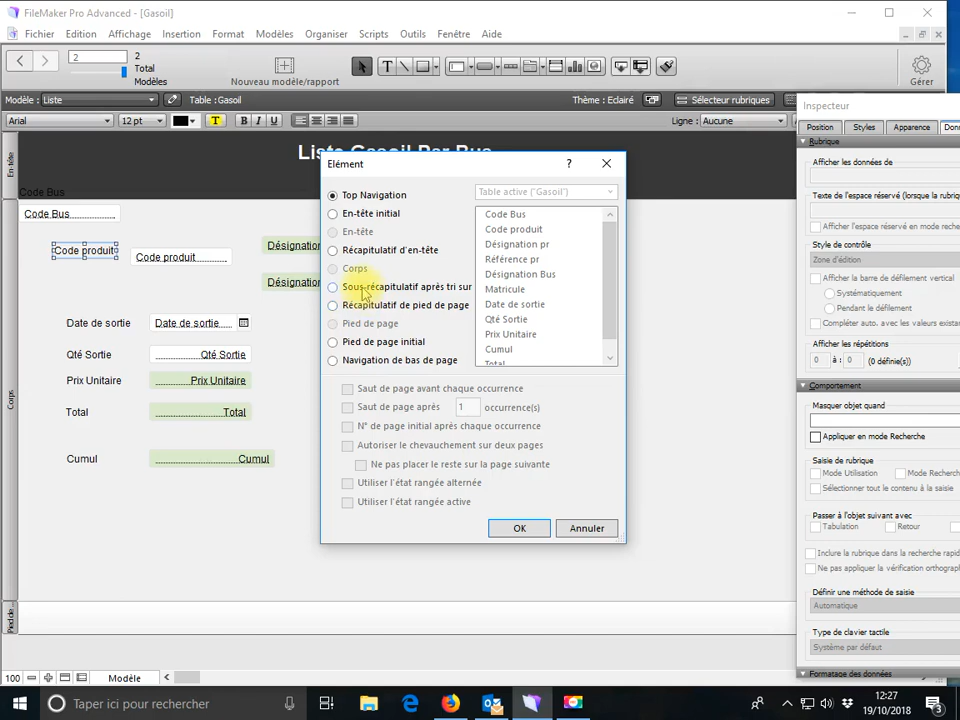 FileMaker Pro Advanced - [Gasoil]
Fichier Edition Affichage Insertion Format Modèles Organiser Scripts Outils Fenêtre Aide
2
2
Total
Modèles
Nouveau modèle/rapport
Gérer
Modèle : Liste
Table : Gasoil
Thème : Eclairé
Sélecteur rubriques
Arial
12 pt
T
B I U
Ligne : Aucune
Inspecteur
Position Styles Apparence
En-tête
Liste Gasoil Par Bus
Code Bus
Code Bus
Code produit
Code produit
Désignation
Désignation
Date de sortie
Date de sortie
Qté Sortie
Qté Sortie
Prix Unitaire
Prix Unitaire
Total
Total
Cumul
Cumul
Corps
Elément
?
Top Navigation
En-tête initial
En-tête
Récapitulatif d'en-tête
Corps
Sous-récapitulatif après tri sur
Récapitulatif de pied de page
Pied de page
Pied de page initial
Navigation de bas de page
Table active ("Gasoil")
Code Bus
Code produit
Désignation pr
Référence pr
Désignation Bus
Matricule
Date de sortie
Qté Sortie
Prix Unitaire
Cumul
Total
Saut de page avant chaque occurrence
Saut de page après 1 occurrence(s)
N° de page initial après chaque occurrence
Autoriser le chevauchement sur deux pages
Ne pas placer le reste sur la page suivante
Utiliser l'état rangée alternée
Utiliser l'état rangée active
OK
Annuler
Rubrique
Afficher les données de
Texte de l'espace réservé (lorsque la rubriq
Afficher l'espace réservé en mode reche
Style de contrôle
Zone d'édition
Afficher la barre de défilement vertical
Systématiquement
Pendant le défilement
Compléter auto. avec les valeurs existan
Afficher les répétitions
0 à : 0 (0 définie(s))
Comportement
Masquer objet quand
Appliquer en mode Recherche
Saisie de rubrique
Mode Utilisation
Mode Recherch
Sélectionner tout le contenu à la saisie
Passer à l'objet suivant avec
Tabulation
Retour
Inclure la rubrique dans la recherche rapid
Ne pas appliquer la vérification orthograph
Définir une méthode de saisie
Automatique
Type de clavier tactile
Système par défaut
Formatage des données
100
Modèle
Taper ici pour rechercher
12:27
19/10/2018
3